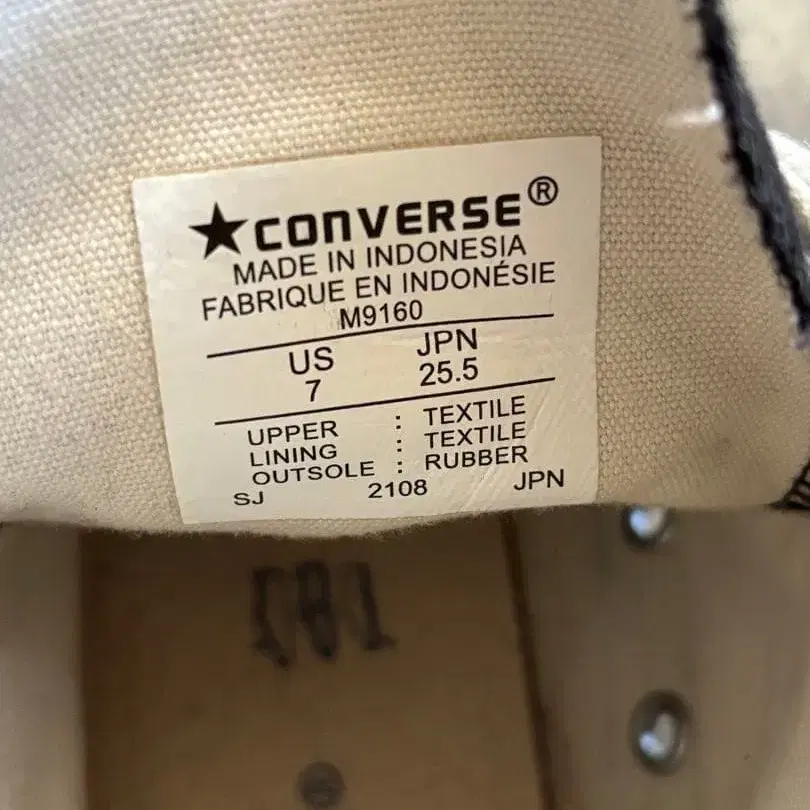 ★CONVERSE®
MADE IN INDONESIA
FABRIQUE EN INDONÉSIE
M9160
US JPN
7 25.5
UPPER : TEXTILE
LINING : TEXTILE
OUTSOLE : RUBBER
SJ 2108 JPN